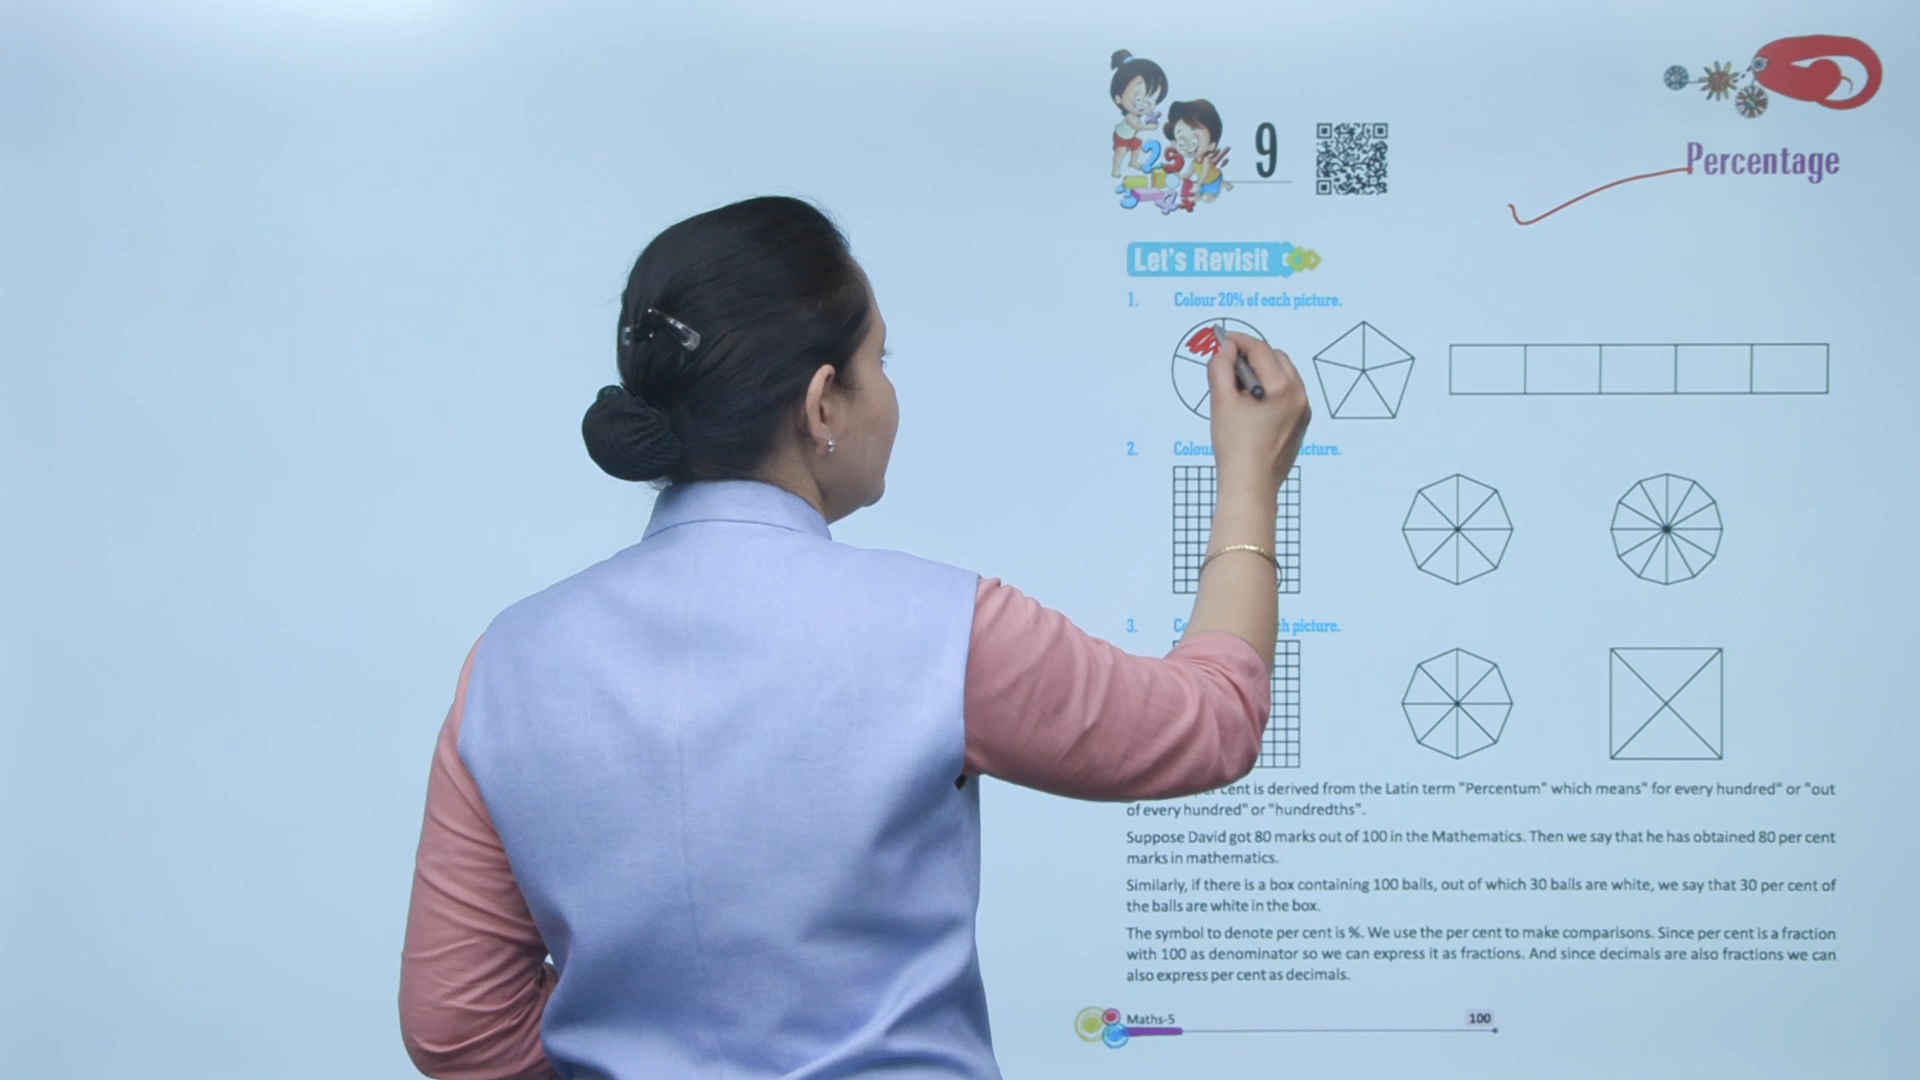 9
Percentage
Let's Revisit
1. Colour 20% of each picture.
2. picture.
3. picture.
cent is derived from the Latin term "Percentum" which means" for every hundred" or "out
of every hundred" or "hundredths".
Suppose David got 80 marks out of 100 in the Mathematics. Then we say that he has obtained 80 per cent
marks in mathematics.
Similarly, if there is a box containing 100 balls, out of which 30 balls are white, we say that 30 per cent of
the balls are white in the box.
The symbol to denote per cent is %. We use the per cent to make comparisons. Since per cent is a fraction
with 100 as denominator so we can express it as fractions. And since decimals are also fractions we can
also express per cent as decimals.
Maths-5
100